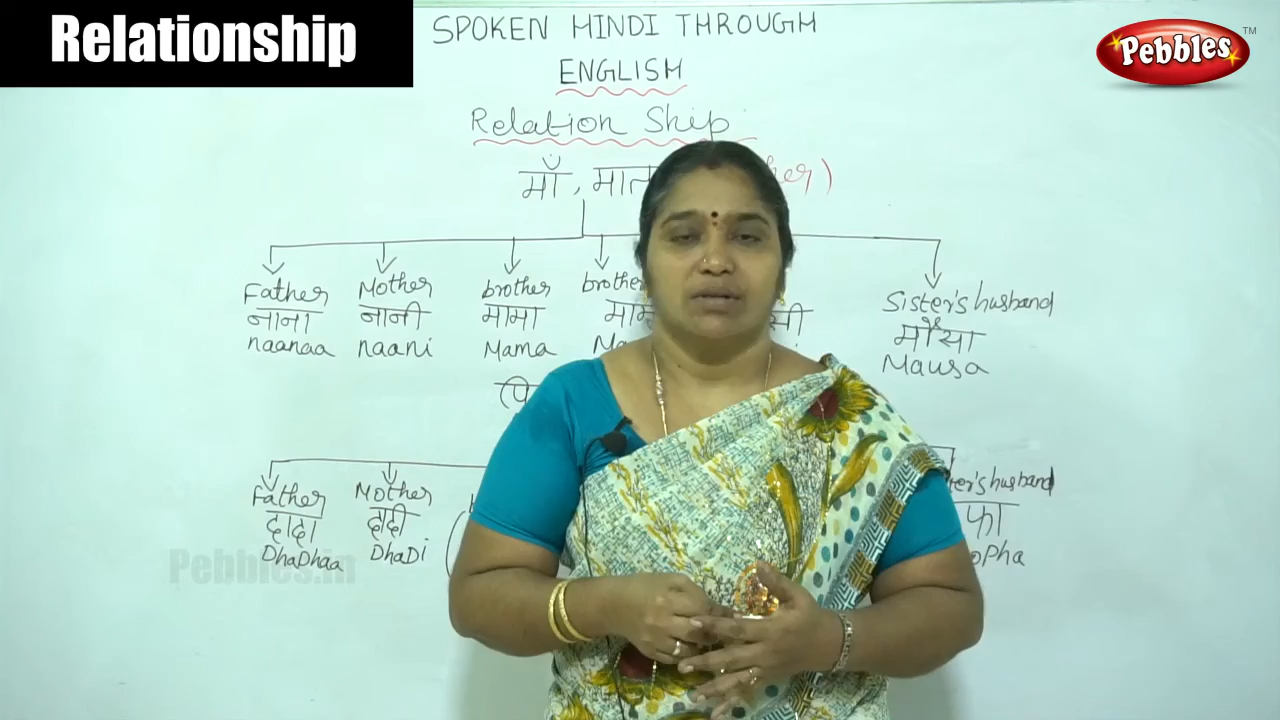 Relationship
SPOKEN HINDI THROUGH
ENGLISH
Pebbles TM
Relation Ship
माँ,
Father Mother brother Sister's husband
नाना नानी मामा मौसा
naanaa naani Mama Mausa
Father Mother
दादा दादी
DhaDhaa DhaDi
Pebbles.in